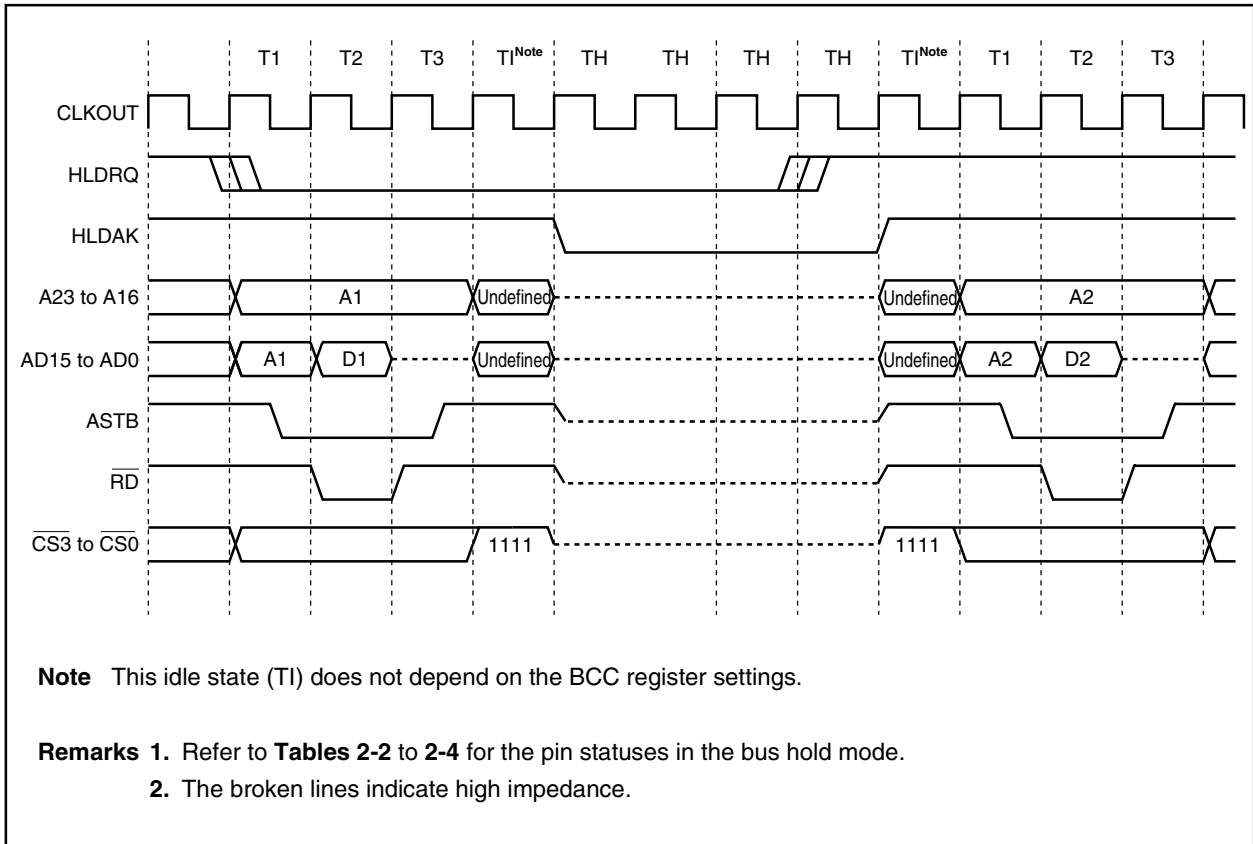 T1 T2 T3 TINote TH TH TH TH TINote T1 T2 T3
CLKOUT
HLDRQ
HLDAK
A23 to A16 A1 Undefined Undefined A2
AD15 to AD0 A1 D1 Undefined Undefined A2 D2
ASTB
RD
CS3 to CS0 1111 1111
Note This idle state (TI) does not depend on the BCC register settings.
Remarks 1. Refer to Tables 2-2 to 2-4 for the pin statuses in the bus hold mode.
2. The broken lines indicate high impedance.